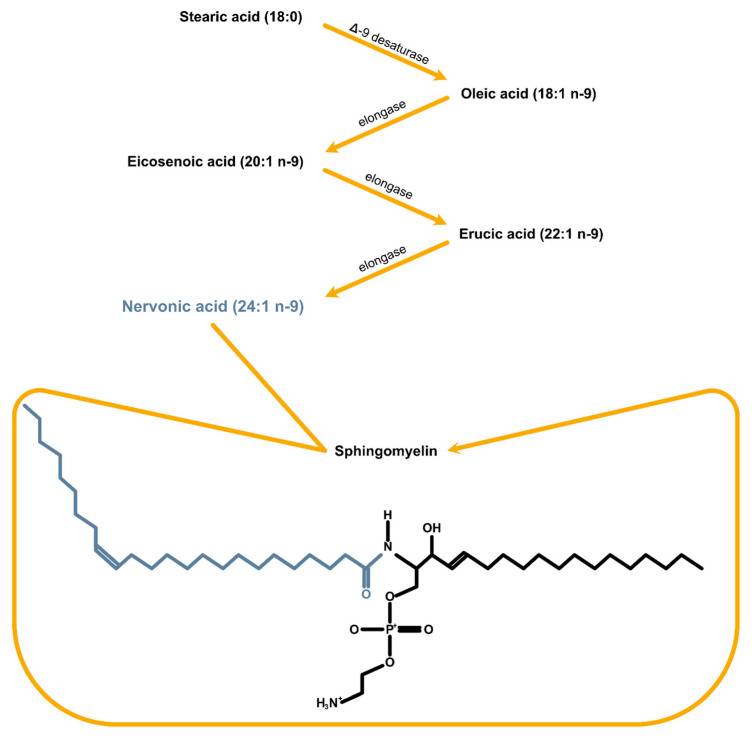 Stearic acid (18:0)
Δ-9 desaturase
Oleic acid (18:1 n-9)
elongase
Eicosenoic acid (20:1 n-9)
elongase
Erucic acid (22:1 n-9)
elongase
Nervonic acid (24:1 n-9)
Sphingomyelin
H
OH
N
O
O
O P+ O
O
H3N+